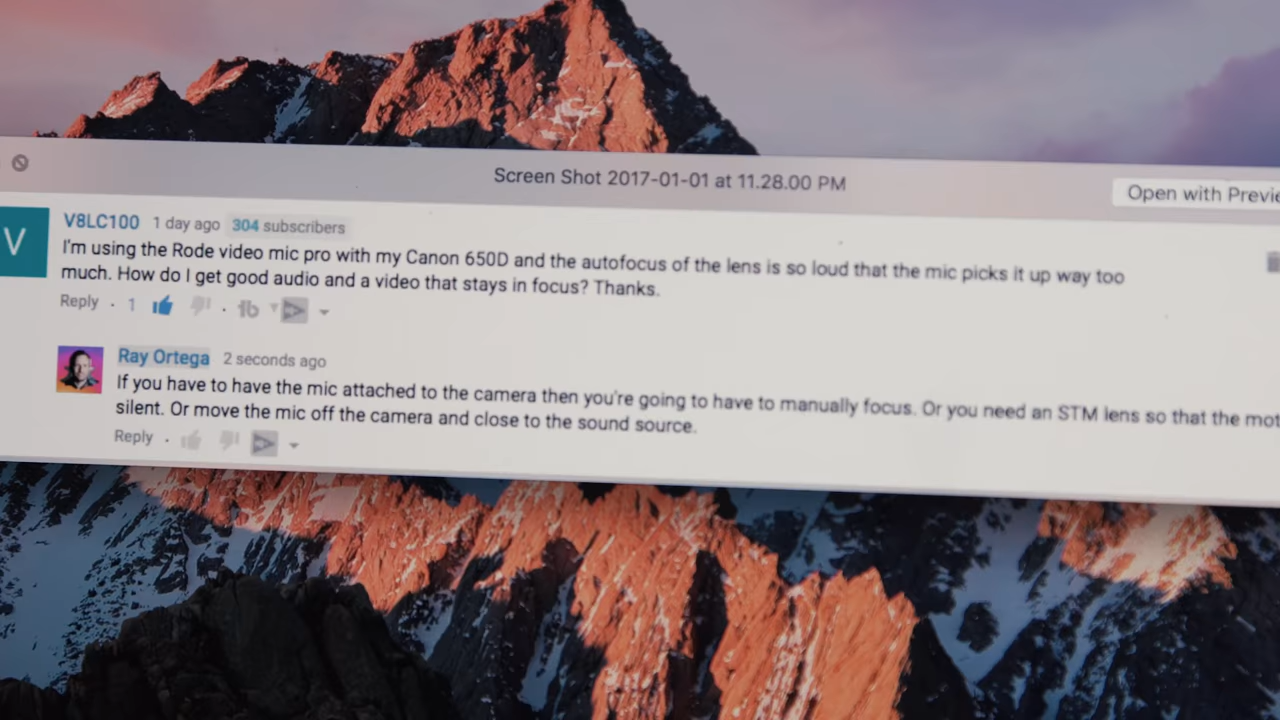 Screen Shot 2017-01-01 at 11.28.00 PM
Open with
V
V8LC100 1 day ago 304 subscribers
I'm using the Rode video mic pro with my Canon 650D and the autofocus of the lens is so loud that the mic picks it up way too
much. How do I get good audio and a video that stays in focus? Thanks.
Reply · 1
Ray Ortega 2 seconds ago
If you have to have the mic attached to the camera then you're going to have to manually focus. Or you need an STM lens so that the
silent. Or move the mic off the camera and close to the sound source.
Reply ·